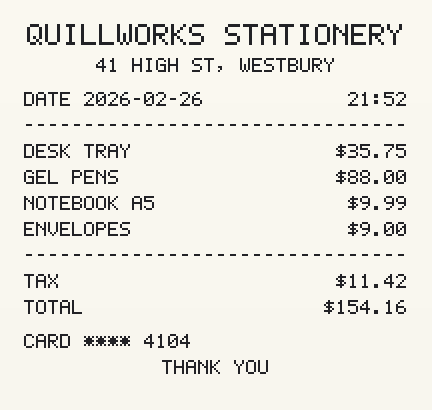 QUILLWORKS STATIONERY
41 HIGH ST, WESTBURY
DATE 2026-02-26 21:52
--------------------------------
DESK TRAY $35.75
GEL PENS $88.00
NOTEBOOK A5 $9.99
ENVELOPES $9.00
--------------------------------
TAX $11.42
TOTAL $154.16
CARD **** 4104
THANK YOU